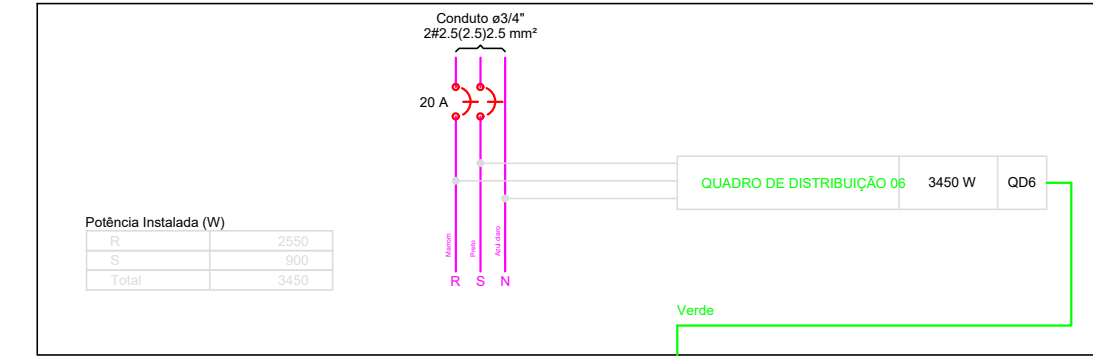 Conduto ø3/4"
2#2.5(2.5)2.5 mm²
20 A
QUADRO DE DISTRIBUIÇÃO 06 3450 W QD6
Potência Instalada (W)
R 2550
S 900
Total 3450
Marrom
Preto
Azul claro
R S N
Verde